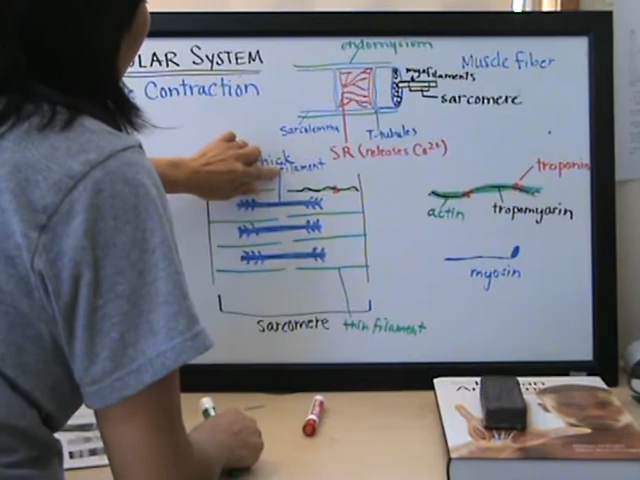 LAR SYSTEM
Contraction
endomysium
Muscle fiber
myofilaments
sarcomere
Sarcolemma
T-tubules
SR (releases Ca²⁺)
thick
filament
troponin
actin
tropomyosin
myosin
sarcomere
thin filament